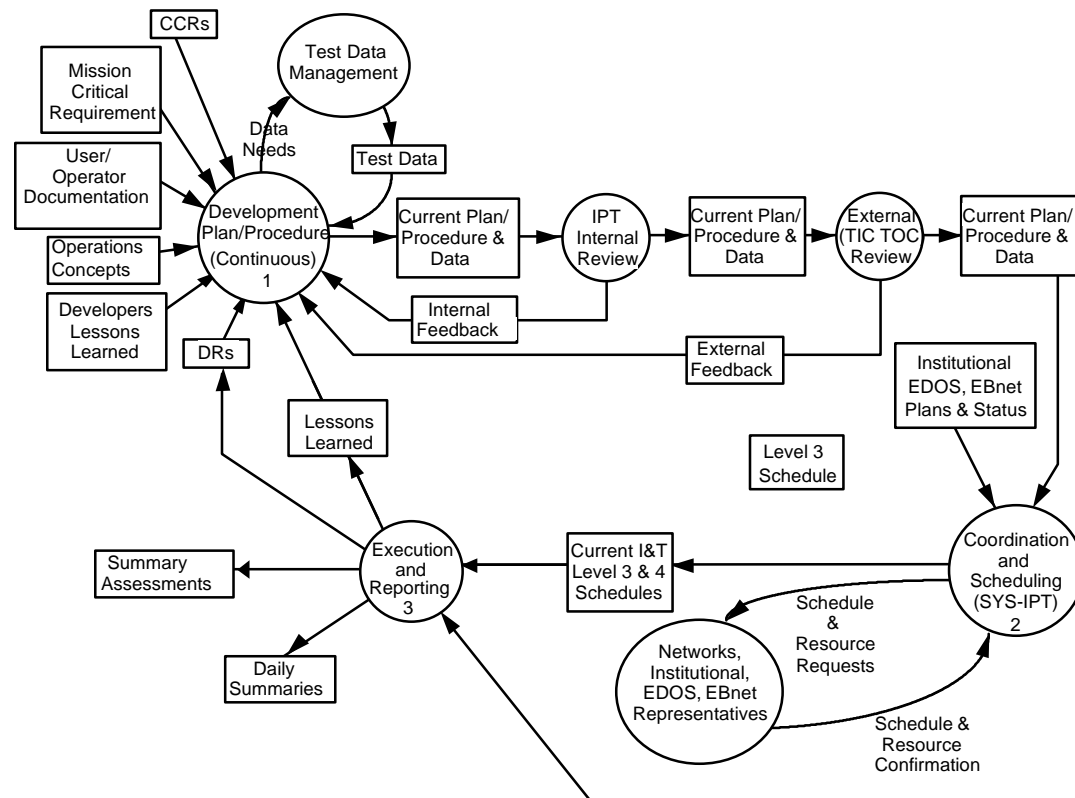 CCRs
Test Data
Management
Mission
Critical
Requirement
Data
Needs
Test Data
User/
Operator
Documentation
Development
Plan/Procedure
(Continuous)
1
Current Plan/
Procedure &
Data
IPT
Internal
Review
Current Plan/
Procedure &
Data
External
(TIC TOC
Review
Current Plan/
Procedure &
Data
Operations
Concepts
Developers
Lessons
Learned
Internal
Feedback
DRs
External
Feedback
Institutional
EDOS, EBnet
Plans & Status
Lessons
Learned
Level 3
Schedule
Coordination
and
Scheduling
(SYS-IPT)
2
Current I&T
Level 3 & 4
Schedules
Execution
and
Reporting
3
Summary
Assessments
Schedule
&
Resource
Requests
Daily
Summaries
Networks,
Institutional,
EDOS, EBnet
Representatives
Schedule &
Resource
Confirmation